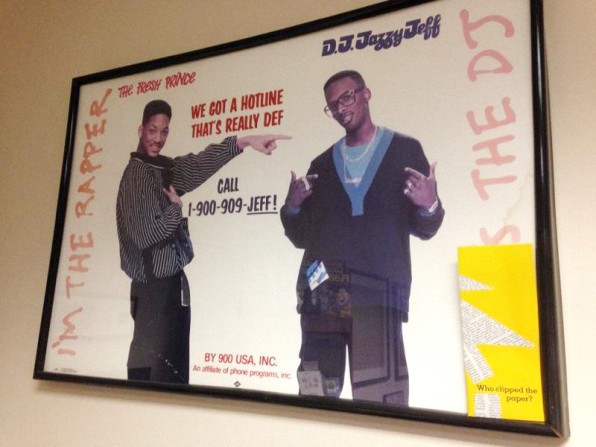 THE FRESH PRINCE
D.J. Jazzy Jeff
I'M THE RAPPER
WE GOT A HOTLINE
THAT'S REALLY DEF
CALL
1-900-909-JEFF!
S THE DJ
BY 900 USA, INC.
An affiliate of phone programs, inc.
Who clipped the
paper?